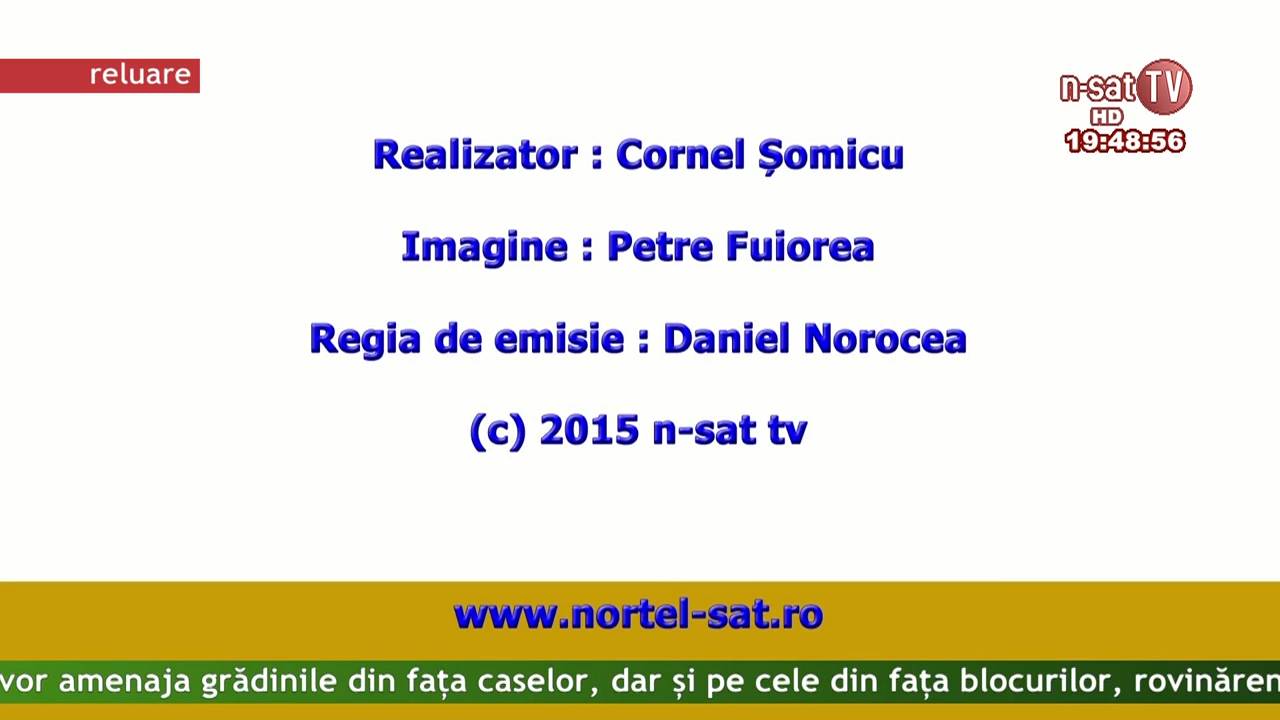 reluare
n-sat TV
HD
19:48:56
Realizator : Cornel Șomicu
Imagine : Petre Fuiorea
Regia de emisie : Daniel Norocea
(c) 2015 n-sat tv
www.nortel-sat.ro
vor amenaja grădinile din fața caselor, dar și pe cele din fața blocurilor, rovinăren